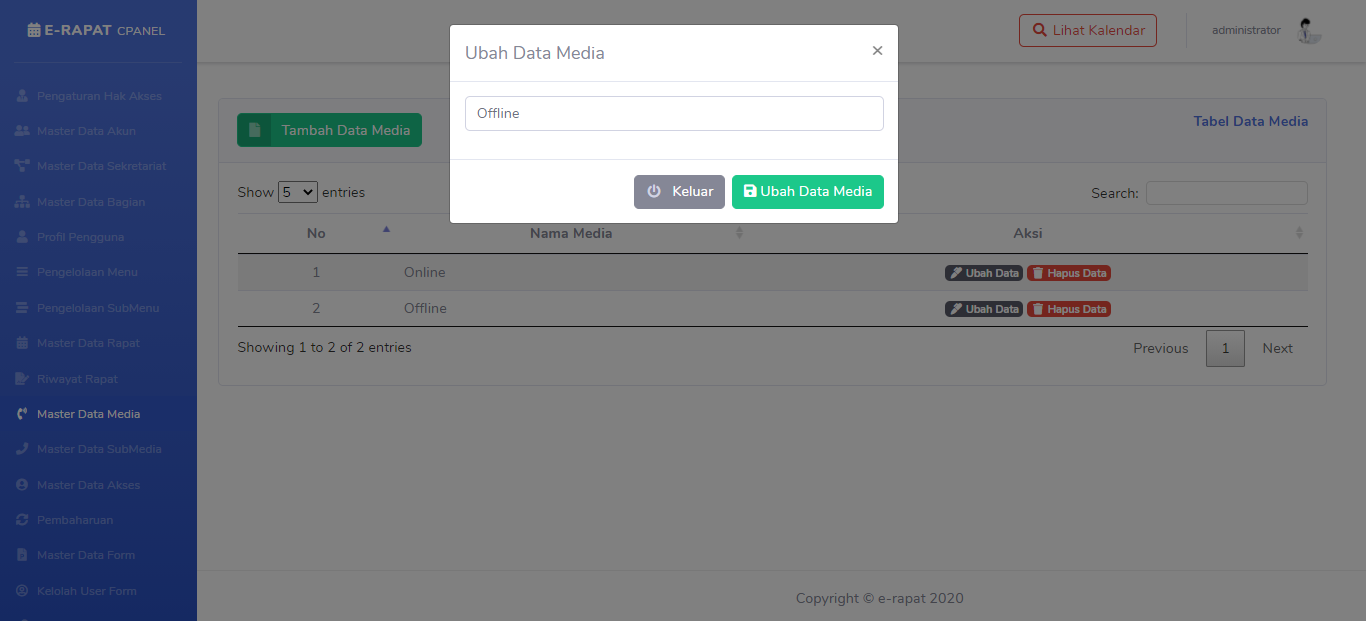 E-RAPAT CPANEL
Pengaturan Hak Akses
Master Data Akun
Master Data Sekretariat
Master Data Bagian
Profil Pengguna
Pengelolaan Menu
Pengelolaan SubMenu
Master Data Rapat
Riwayat Rapat
Master Data Media
Master Data SubMedia
Master Data Akses
Pembaharuan
Master Data Form
Kelolah User Form
Lihat Kalendar
administrator
Ubah Data Media
×
Offline
Keluar
Ubah Data Media
Tambah Data Media
Tabel Data Media
Show 5 entries
Search:
No Nama Media Aksi
1 Online Ubah Data Hapus Data
2 Offline Ubah Data Hapus Data
Showing 1 to 2 of 2 entries
Previous 1 Next
Copyright © e-rapat 2020